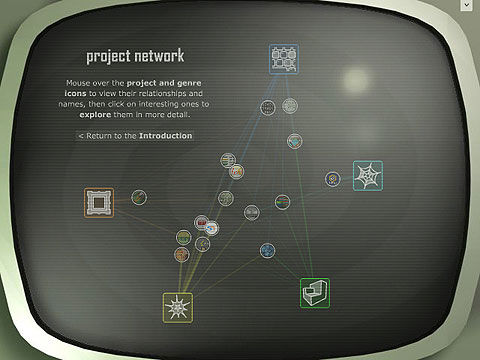 project network
Mouse over the project and genre
icons to view their relationships and
names, then click on interesting ones to
explore them in more detail.
< Return to the Introduction